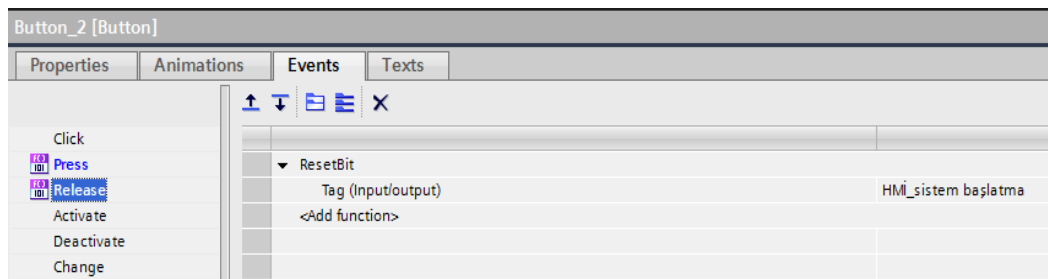 Button_2 [Button]
Properties Animations Events Texts
Click
Press
ResetBit
Release
Tag (Input/output)
HMİ_sistem başlatma
Activate
<Add function>
Deactivate
Change